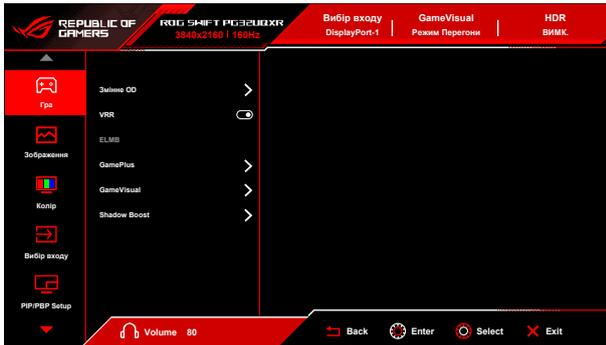 REPUBLIC OF
GAMERS
ROG SWIFT PG32UQXR
3840x2160 | 160Hz
Вибір входу
DisplayPort-1
GameVisual
Режим Перегони
HDR
ВИМК.
Гра
Зображення
Колір
Вибір входу
PIP/PBP Setup
Змінне OD
VRR
ELMB
GamePlus
GameVisual
Shadow Boost
Volume 80
Back
Enter
Select
Exit